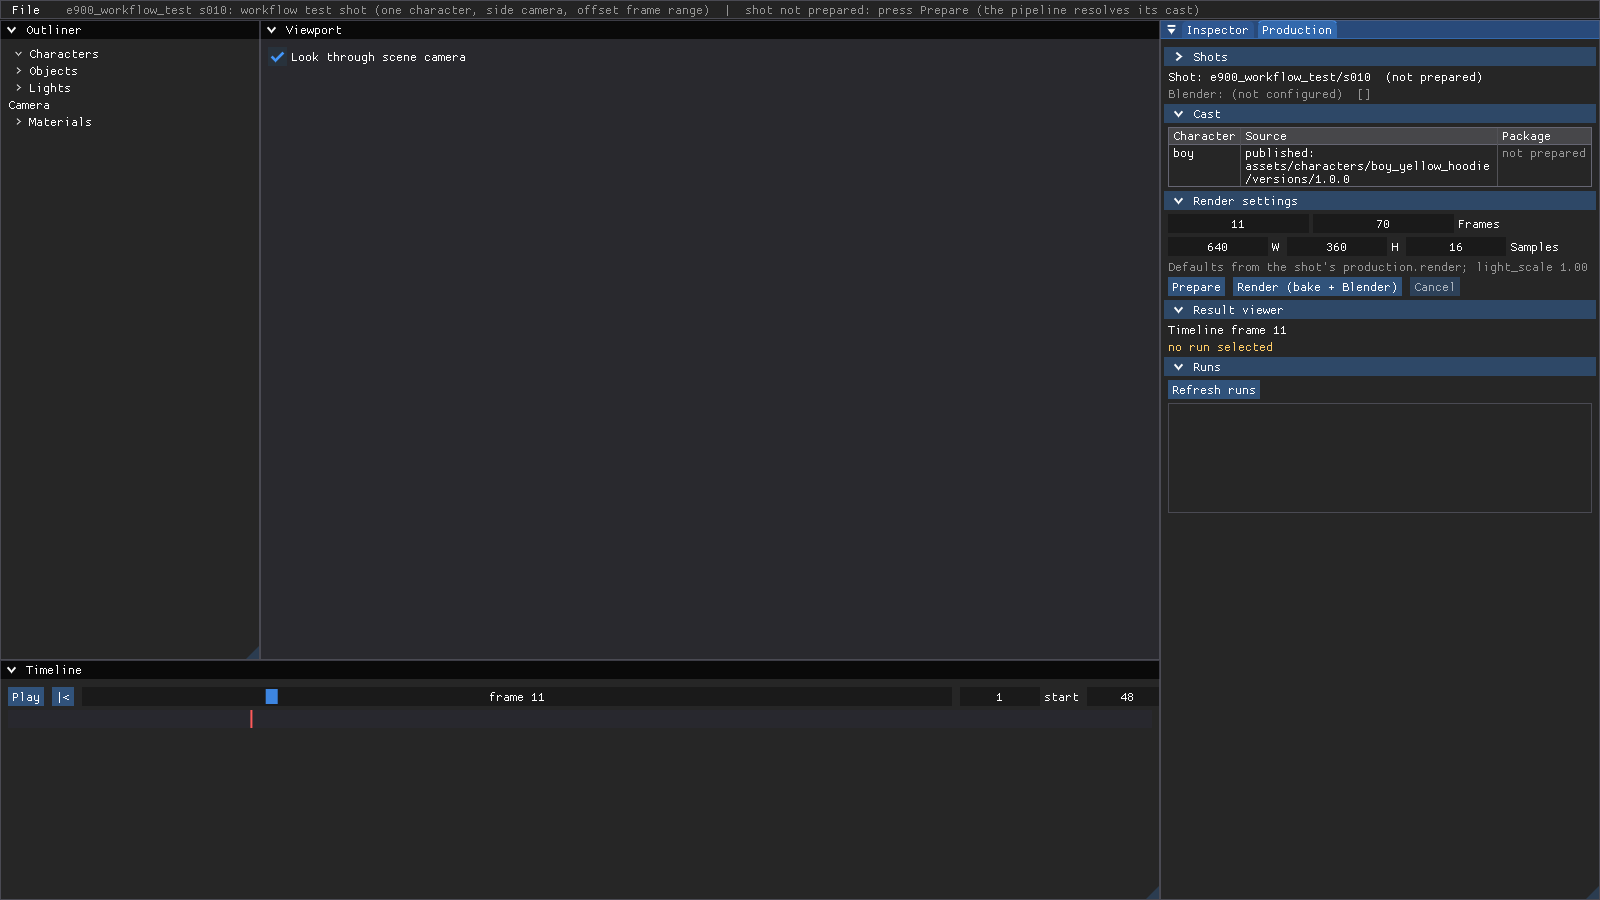 File e900_workflow_test s010: workflow test shot (one character, side camera, offset frame range) | shot not prepared: press Prepare (the pipeline resolves its cast)
Outliner
Characters
Objects
Lights
Camera
Materials
Viewport
Look through scene camera
Inspector Production
Shots
Shot: e900_workflow_test/s010 (not prepared)
Blender: (not configured) []
Cast
Character Source Package
boy published: not prepared
assets/characters/boy_yellow_hoodie
/versions/1.0.0
Render settings
11 70 Frames
640 W 360 H 16 Samples
Defaults from the shot's production.render; light_scale 1.00
Prepare Render (bake + Blender) Cancel
Result viewer
Timeline frame 11
no run selected
Runs
Refresh runs
Timeline
Play |< frame 11 1 start 48